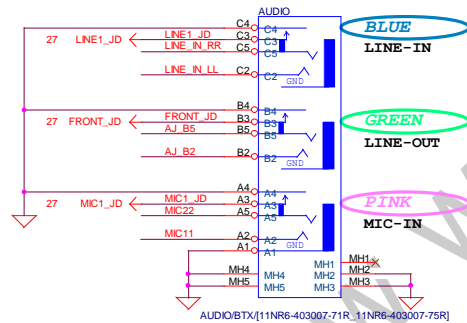 AUDIO
C4 C4 BLUE
27 LINE1_JD LINE1_JD C3 C3
LINE_IN_RR C5 C5 LINE-IN
LINE_IN_LL C2 C2
GND
B4 B4
27 FRONT_JD FRONT_JD B3 B3 GREEN
AJ_B5 B5 B5 LINE-OUT
AJ_B2 B2 B2
GND
A4 A4
27 MIC1_JD MIC1_JD A3 A3 PINK
MIC22 A5 A5 MIC-IN
MIC11 A2 A2
GND
A1 A1
MH1 MH1
MH4 MH4 MH2 MH2
MH5 MH5 MH3 MH3
AUDIO/BTX/[11NR6-403007-71R_11NR6-403007-75R]